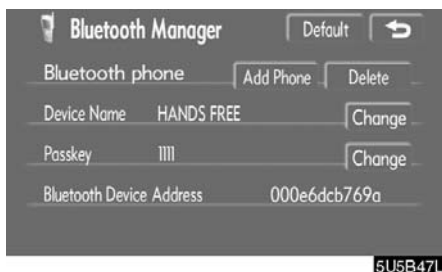 Bluetooth Manager Default
Bluetooth phone Add Phone Delete
Device Name HANDS FREE Change
Passkey 1111 Change
Bluetooth Device Address 000e6dcb769a
5U5B47L